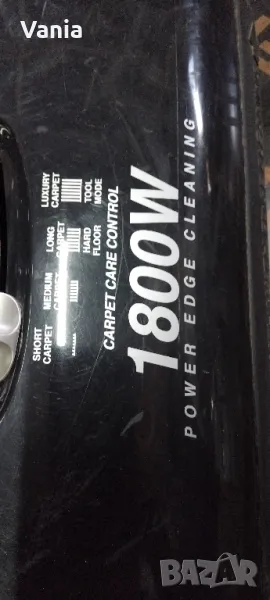 Vania
SHORT CARPET
MEDIUM CARPET
LONG CARPET
LUXURY CARPET
HARD FLOOR
TOOL MODE
CARPET CARE CONTROL
1800W
POWER EDGE CLEANING
BAZAR